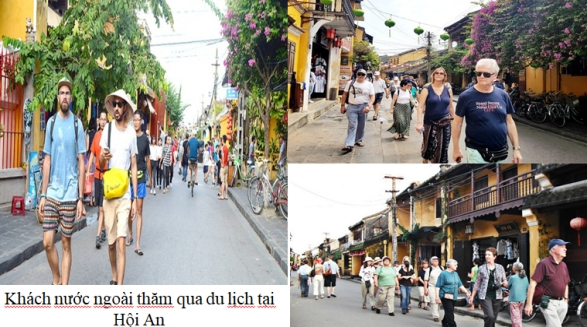 Khách nước ngoài thăm qua du lịch tại
Hội An